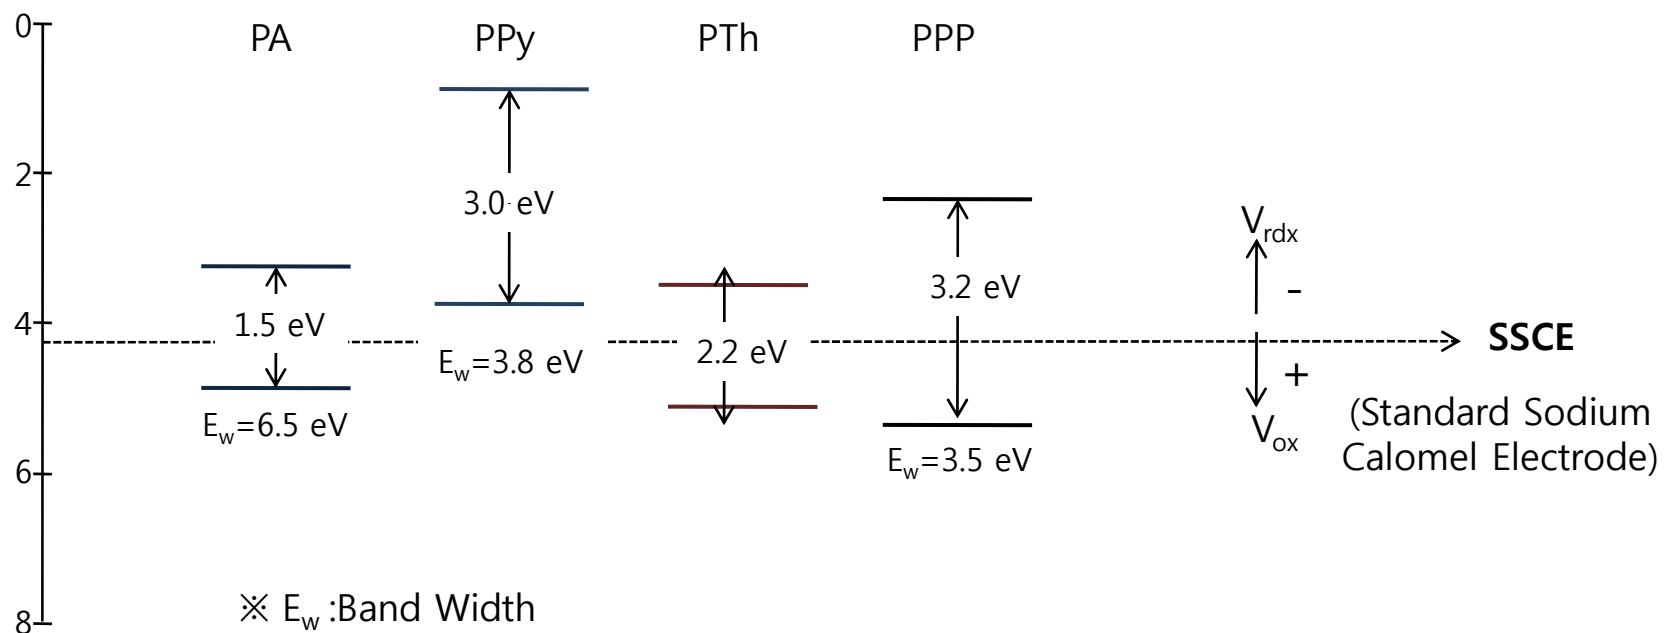 0
PA
PPy
PTh
PPP
2
3.0 eV
V_rdx
3.2 eV
-
4
1.5 eV
2.2 eV
SSCE
E_w=3.8 eV
+
E_w=6.5 eV
V_ox
(Standard Sodium
Calomel Electrode)
E_w=3.5 eV
6
※ E_w :Band Width
8